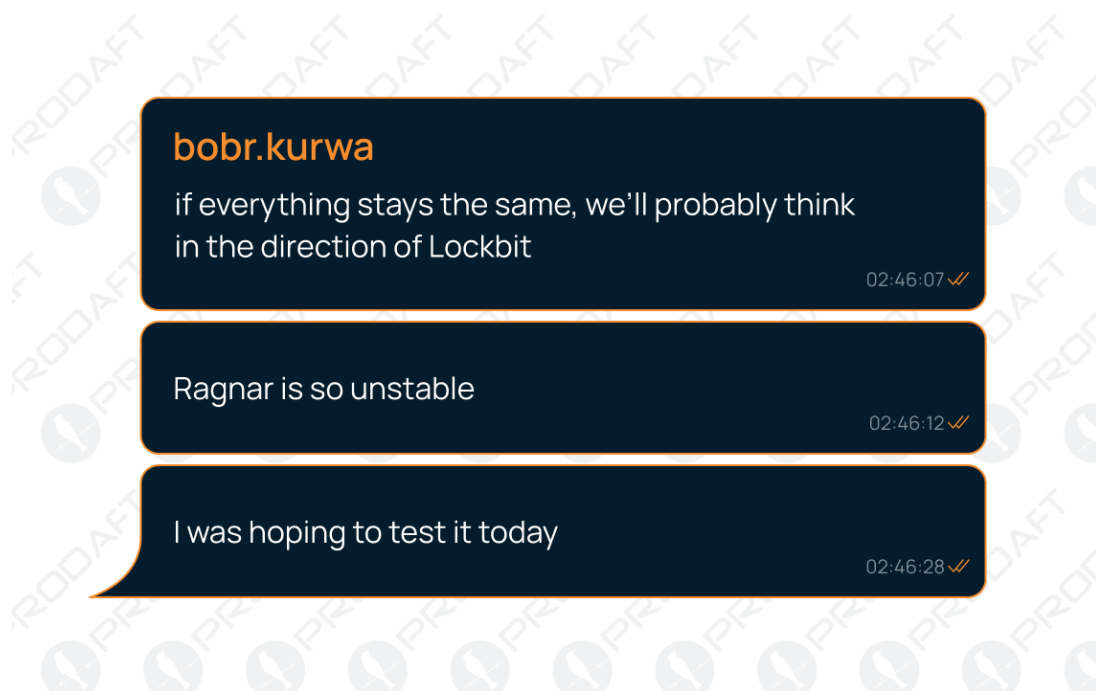 bobr.kurwa
if everything stays the same, we'll probably think
in the direction of Lockbit
02:46:07
Ragnar is so unstable
02:46:12
I was hoping to test it today
02:46:28
PRODAFT